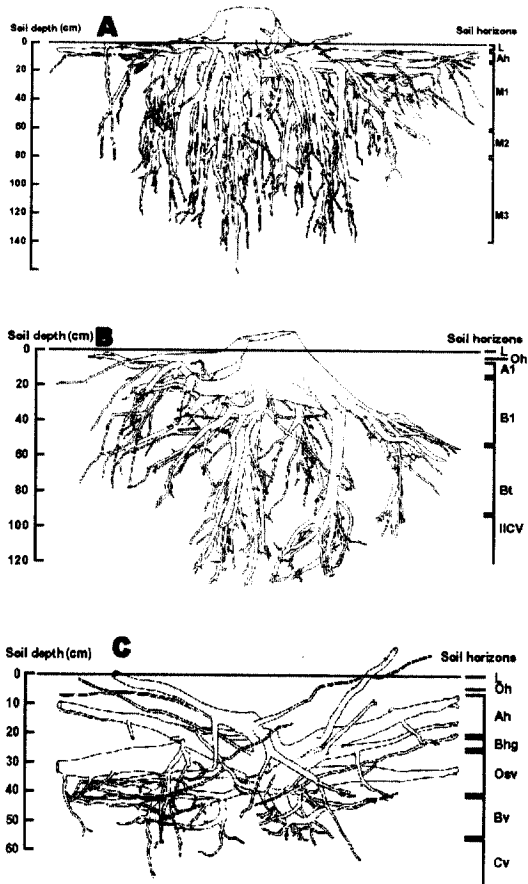 A
Soil depth (cm)
Soil horizons
0
20
40
60
80
100
120
140
L
Ah
M1
M2
M3
B
Soil depth (cm)
Soil horizons
0
20
40
60
80
100
120
L
Oh
A1
B1
Bt
IICV
C
Soil depth (cm)
Soil horizons
0
10
20
30
40
50
60
L
Oh
Ah
Bhg
Osv
Bv
Cv